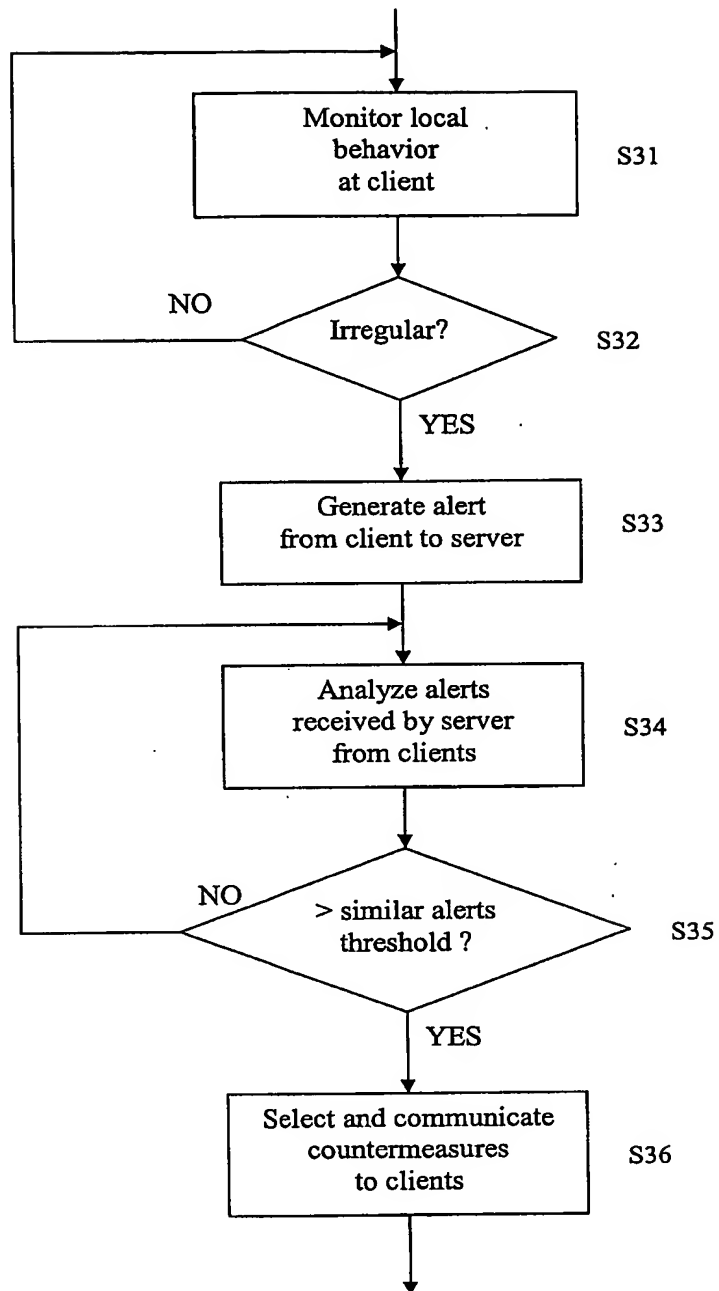 Monitor local
behavior
at client
S31
NO
Irregular?
S32
YES
Generate alert
from client to server
S33
Analyze alerts
received by server
from clients
S34
NO
> similar alerts
threshold ?
S35
YES
Select and communicate
countermeasures
to clients
S36